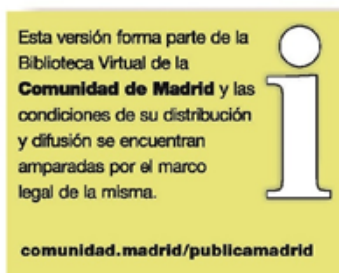 Esta versión forma parte de la
Biblioteca Virtual de la
Comunidad de Madrid y las
condiciones de su distribución
y difusión se encuentran
amparadas por el marco
legal de la misma.
comunidad.madrid/publicamadrid
i